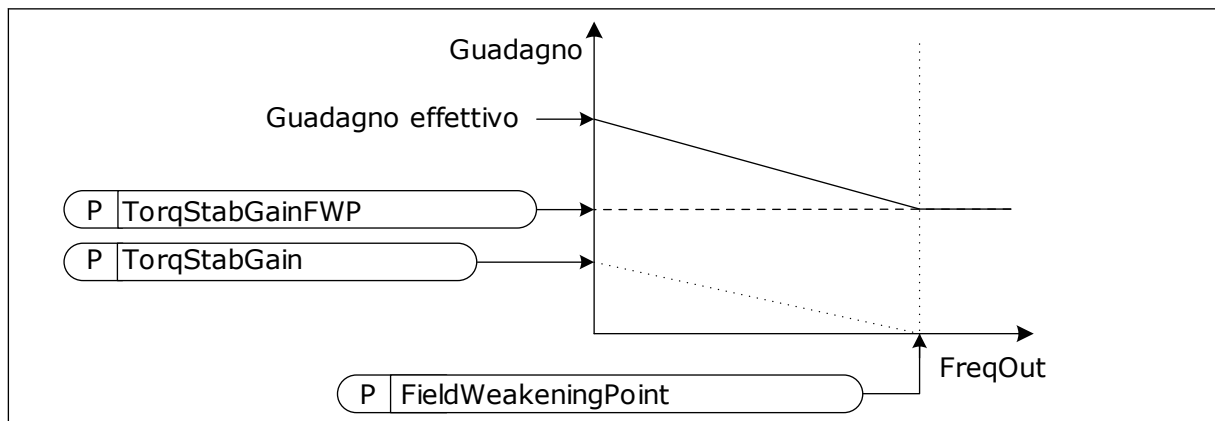 Guadagno
Guadagno effettivo
P TorqStabGainFWP
P TorqStabGain
FreqOut
P FieldWeakeningPoint